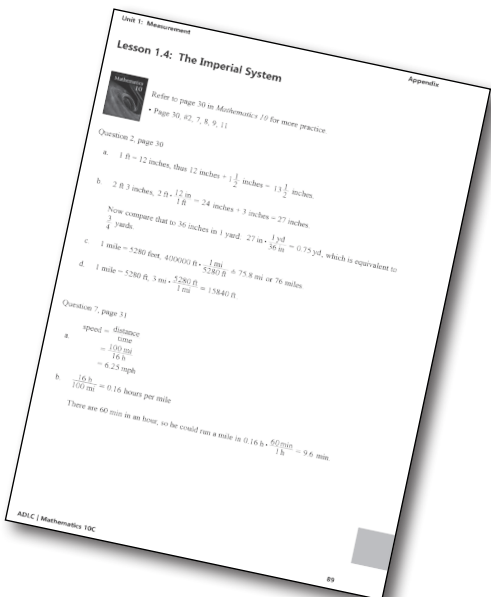 Unit 1: Measurement
Appendix
Lesson 1.4: The Imperial System
Mathematics
10
Refer to page 30 in Mathematics 10 for more practice.
• Page 30, #2, 7, 8, 9, 11
Question 2, page 30
a. 1 ft = 12 inches, thus 12 inches + 1 1/2 inches = 13 1/2 inches.
b. 2 ft 3 inches, 2 ft · 12 in / 1 ft = 24 inches + 3 inches = 27 inches
Now compare that to 36 inches in 1 yard. 27 in · 1 yd / 36 in = 0.75 yd, which is equivalent to
3/4 yards.
c. 1 mile = 5280 feet, 400000 ft · 1 mi / 5280 ft ≐ 75.8 mi or 76 miles
d. 1 mile = 5280 ft, 3 mi · 5280 ft / 1 mi = 15840 ft
Question 7, page 31
a. speed = distance / time
= 100 mi / 16 h
= 6.25 mph
b. 16 h / 100 mi = 0.16 hours per mile
There are 60 min in an hour, so he could run a mile in 0.16 h · 60 min / 1 h = 9.6 min.
ADLC | Mathematics 10C
89